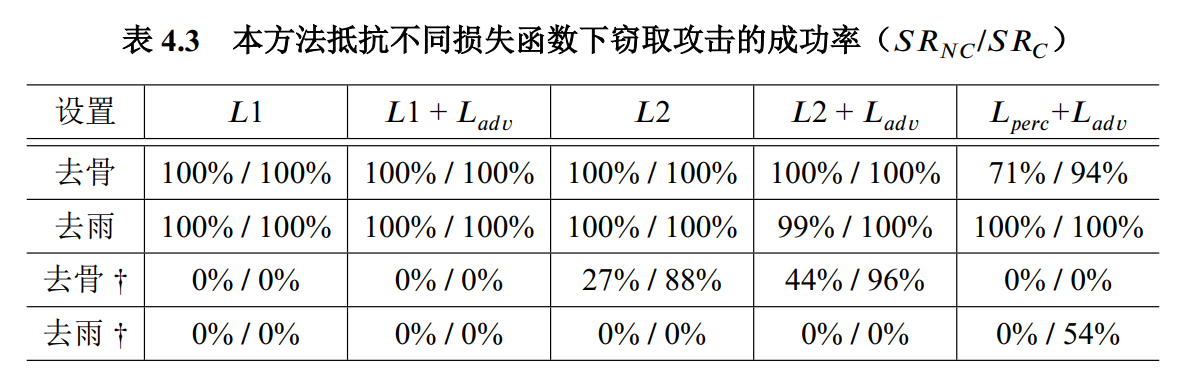 表 4.3 本方法抵抗不同损失函数下窃取攻击的成功率（SR_NC/SR_C）
设置 L1 L1 + L_adv L2 L2 + L_adv L_perc+L_adv
去骨 100% / 100% 100% / 100% 100% / 100% 100% / 100% 71% / 94%
去雨 100% / 100% 100% / 100% 100% / 100% 99% / 100% 100% / 100%
去骨 † 0% / 0% 0% / 0% 27% / 88% 44% / 96% 0% / 0%
去雨 † 0% / 0% 0% / 0% 0% / 0% 0% / 0% 0% / 54%